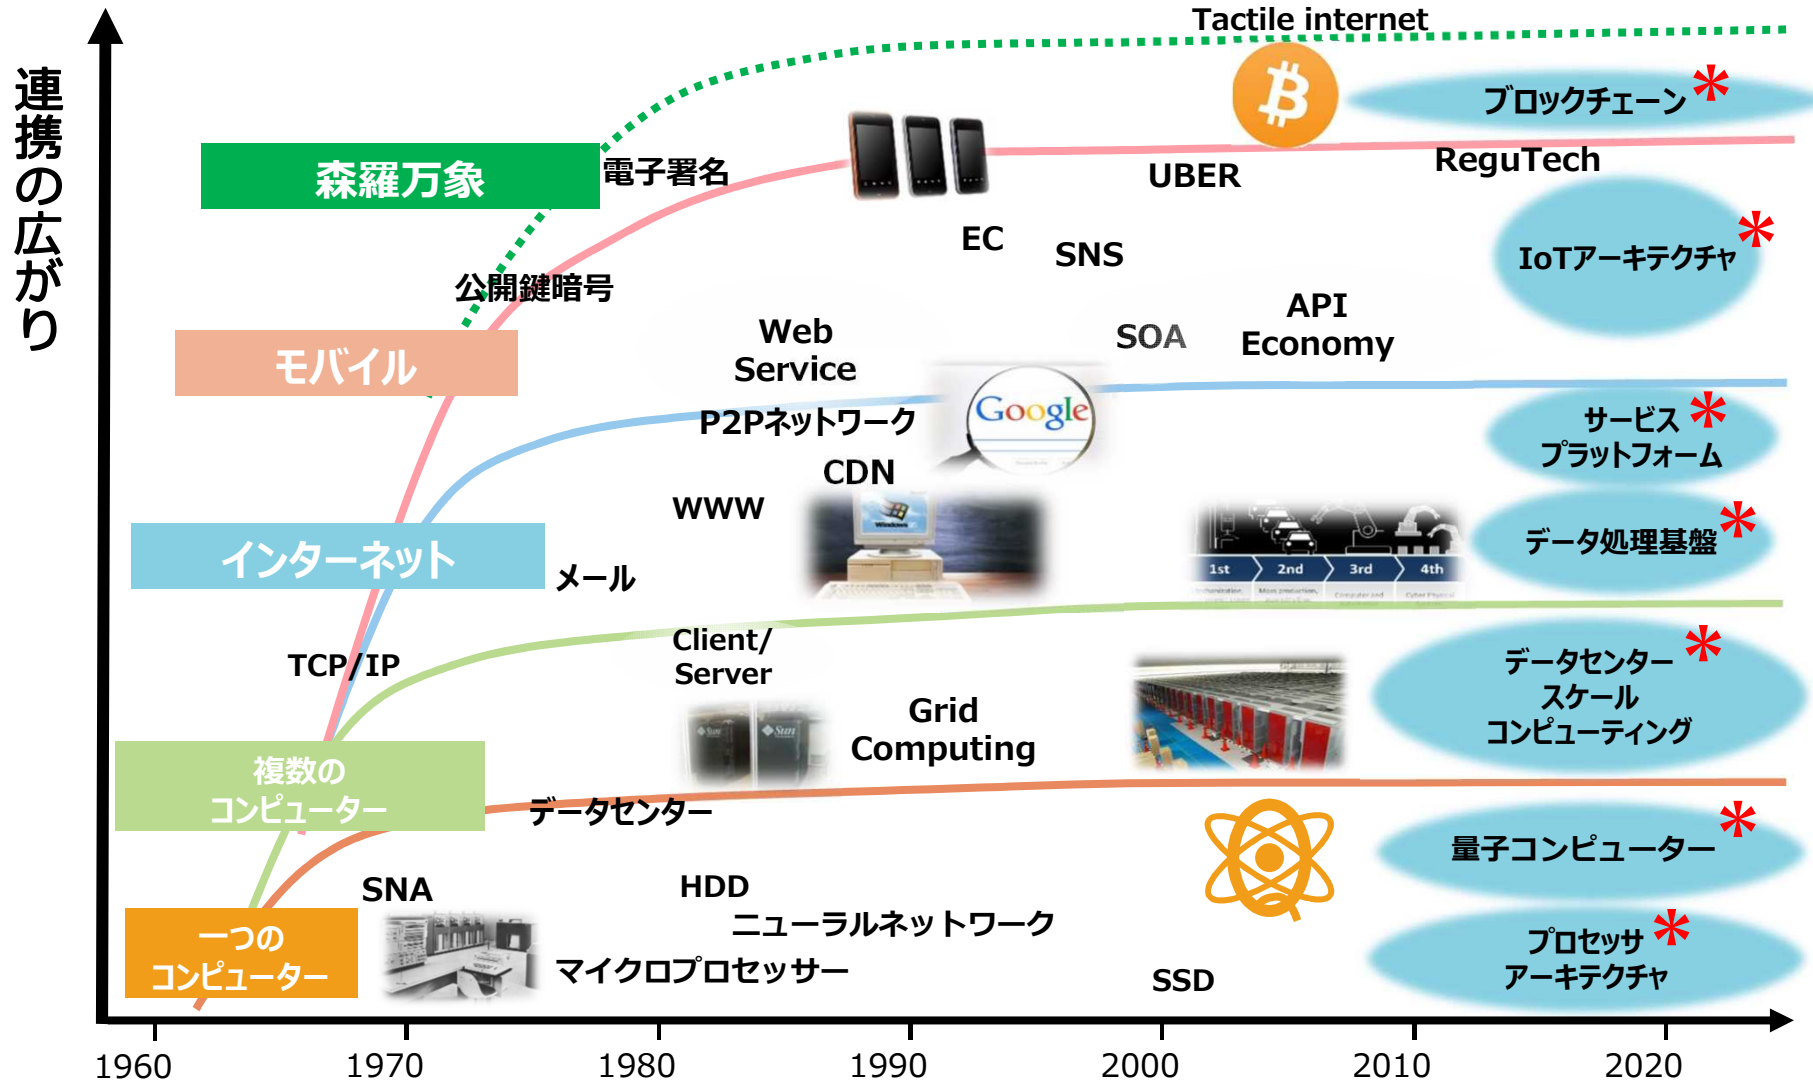 連携の広がり
Tactile internet
ブロックチェーン*
森羅万象
電子署名
UBER
ReguTech
EC
SNS
IoTアーキテクチャ*
公開鍵暗号
モバイル
Web
Service
SOA
API
Economy
P2Pネットワーク
Google
サービス*
プラットフォーム
CDN
WWW
Windows
インターネット
メール
1st
2nd
3rd
4th
データ処理基盤*
TCP/IP
Client/
Server
データセンター*
スケール
コンピューティング
Sun
Sun
Grid
Computing
複数の
コンピューター
データセンター
量子コンピューター*
SNA
HDD
ニューラルネットワーク
一つの
コンピューター
マイクロプロセッサー
SSD
プロセッサ*
アーキテクチャ
1960
1970
1980
1990
2000
2010
2020